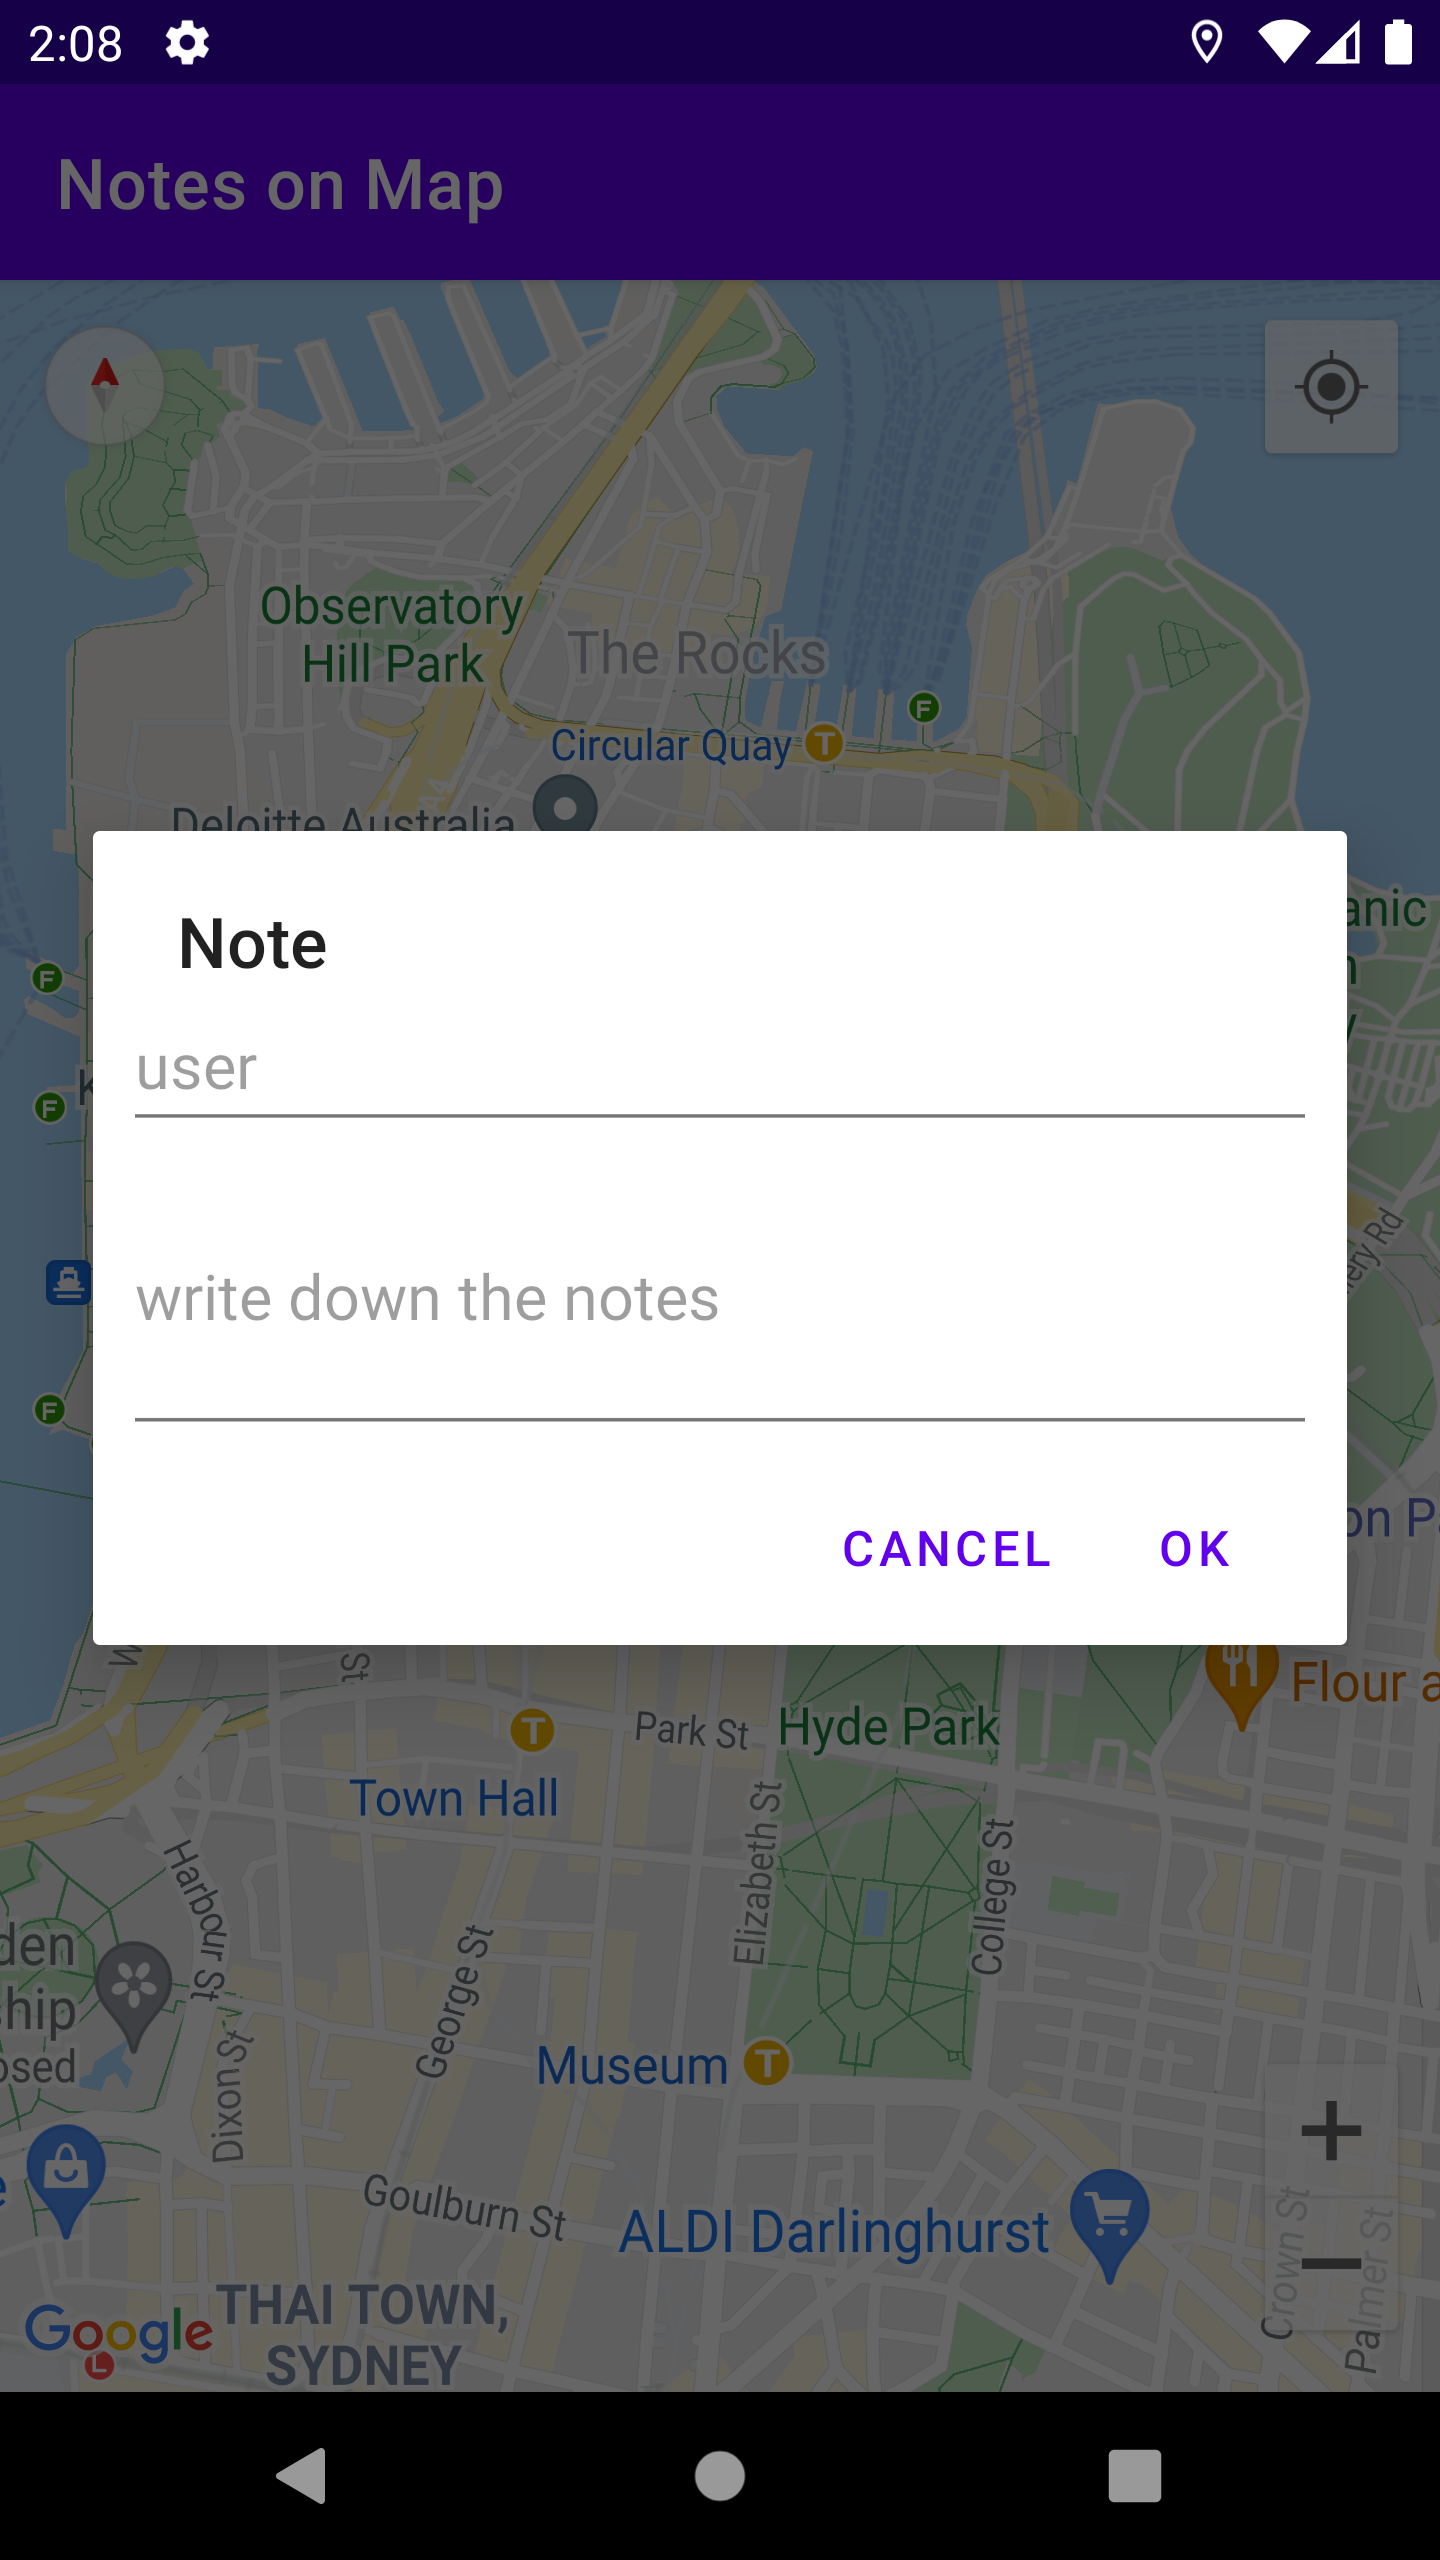 2:08
Notes on Map
Observatory
Hill Park
The Rocks
Circular Quay T
F
Deloitte Australia
anic
Note
F
user
F
write down the notes
F
CANCEL OK
Flour a
T
Park St
Hyde Park
Town Hall
Elizabeth St
College St
Harbour St
George St
den
ship
osed
Dixon St
Museum T
Goulburn St
ALDI Darlinghurst
Crown St
Palmer St
THAI TOWN,
SYDNEY
Google
L